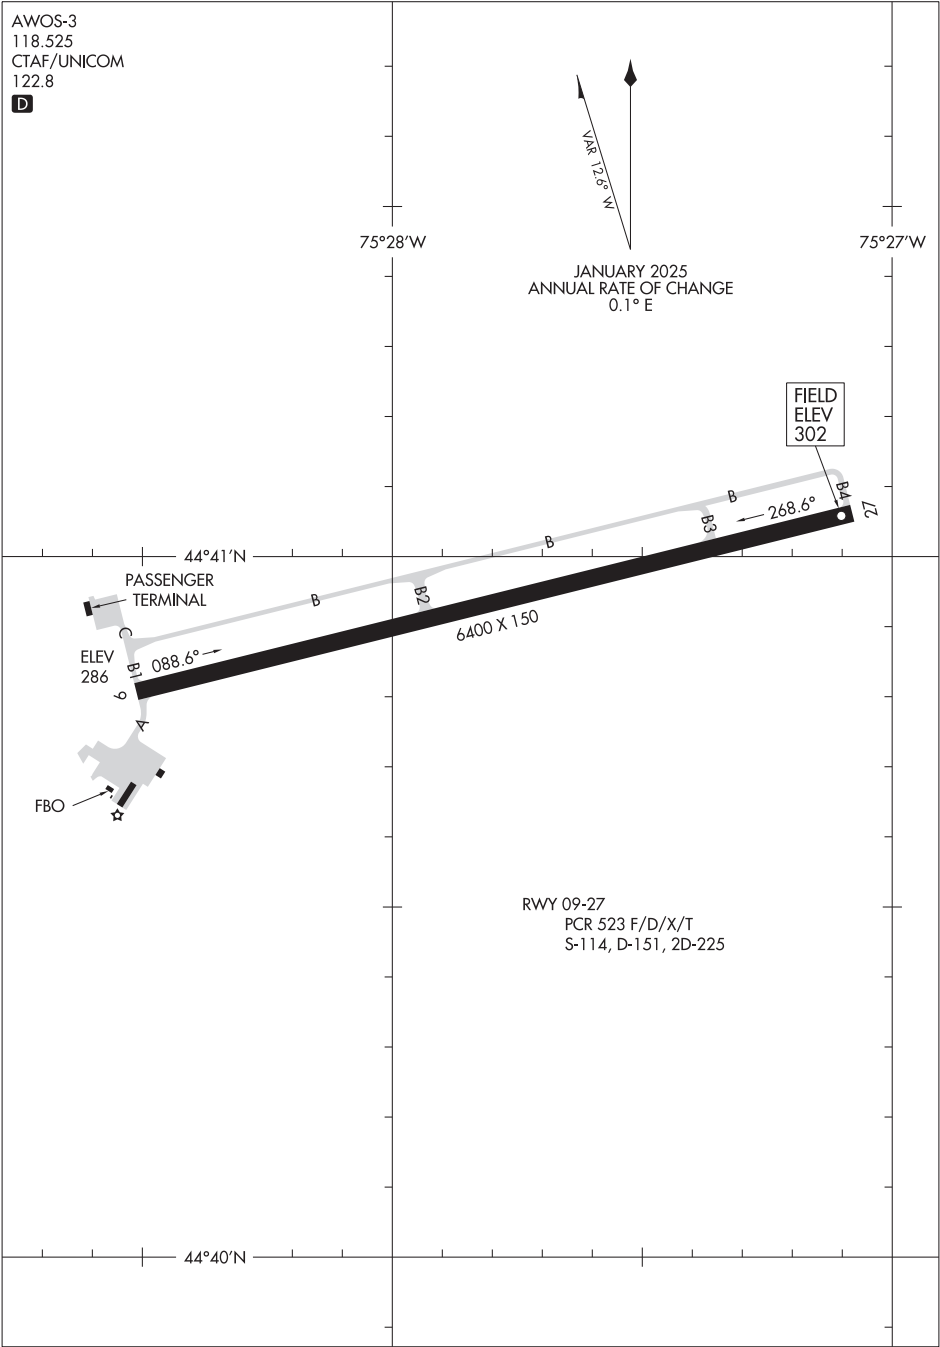 AWOS-3
118.525
CTAF/UNICOM
122.8
D
VAR 12.6° W
75°28'W
75°27'W
JANUARY 2025
ANNUAL RATE OF CHANGE
0.1° E
FIELD
ELEV
302
B
B4
27
B3
268.6°
B
44°41'N
PASSENGER
TERMINAL
B
B2
6400 X 150
C
ELEV
286
B1
088.6°
9
A
FBO
RWY 09-27
PCR 523 F/D/X/T
S-114, D-151, 2D-225
44°40'N